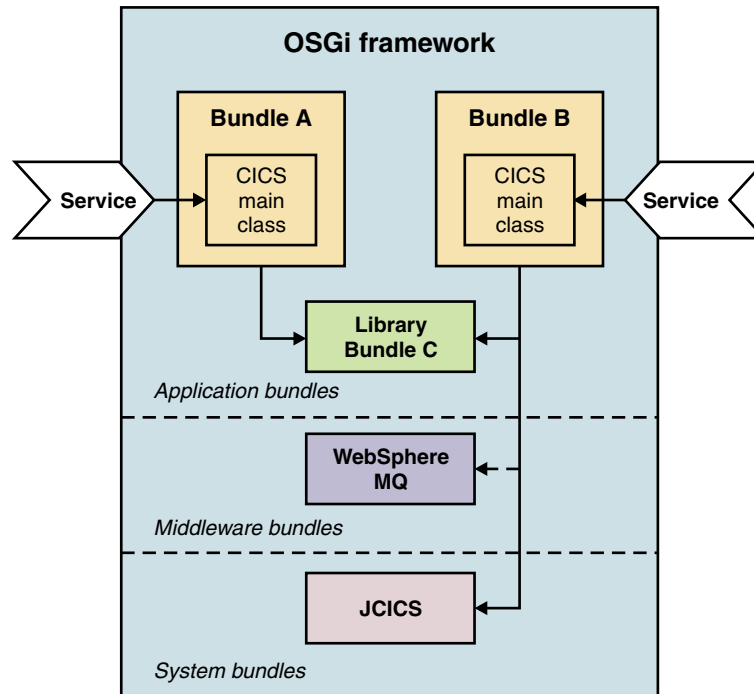 OSGi framework
Bundle A
Bundle B
CICS
main
class
CICS
main
class
Service
Service
Library
Bundle C
Application bundles
WebSphere
MQ
Middleware bundles
JCICS
System bundles